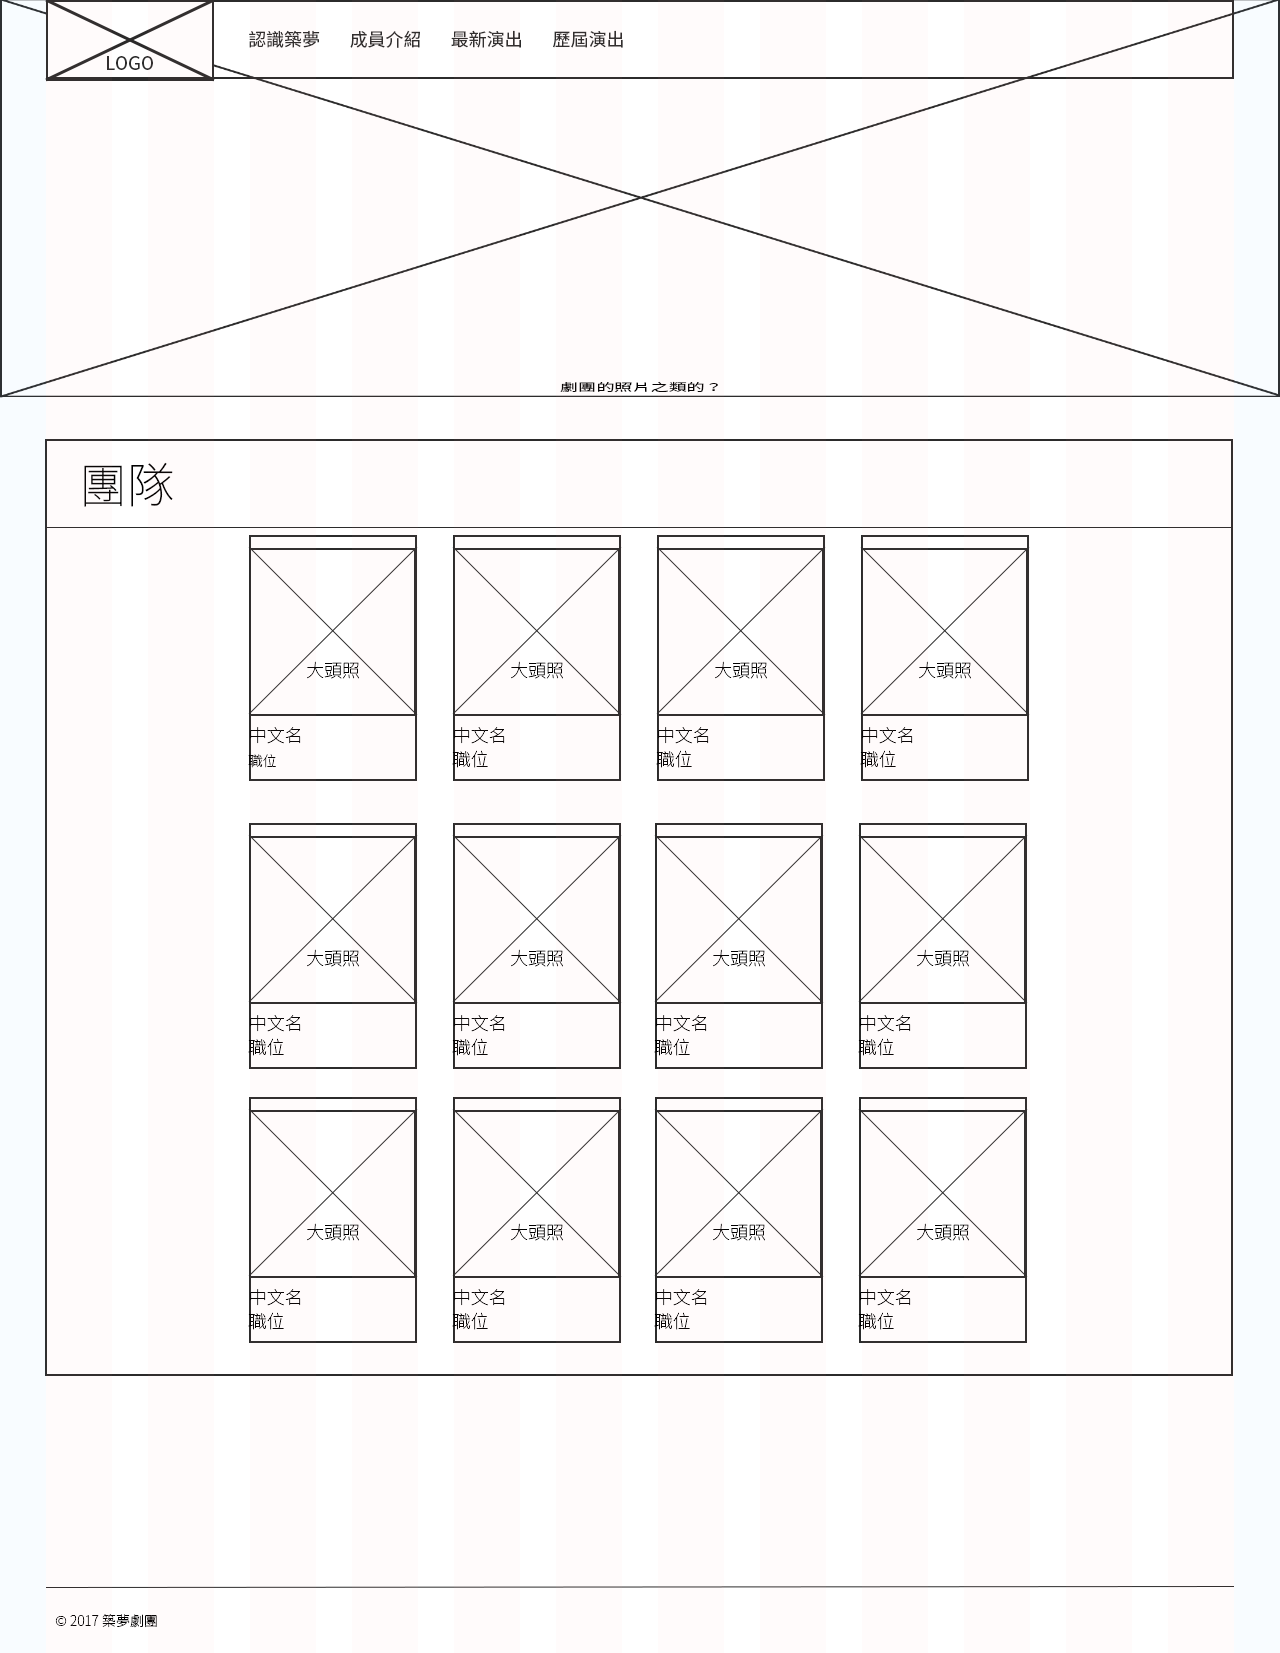 LOGO
認識築夢 成員介紹 最新演出 歷屆演出
劇團的照片之類的？
團隊
大頭照 大頭照 大頭照 大頭照
中文名 中文名 中文名 中文名
職位 職位 職位 職位
大頭照 大頭照 大頭照 大頭照
中文名 中文名 中文名 中文名
職位 職位 職位 職位
大頭照 大頭照 大頭照 大頭照
中文名 中文名 中文名 中文名
職位 職位 職位 職位
© 2017 築夢劇團